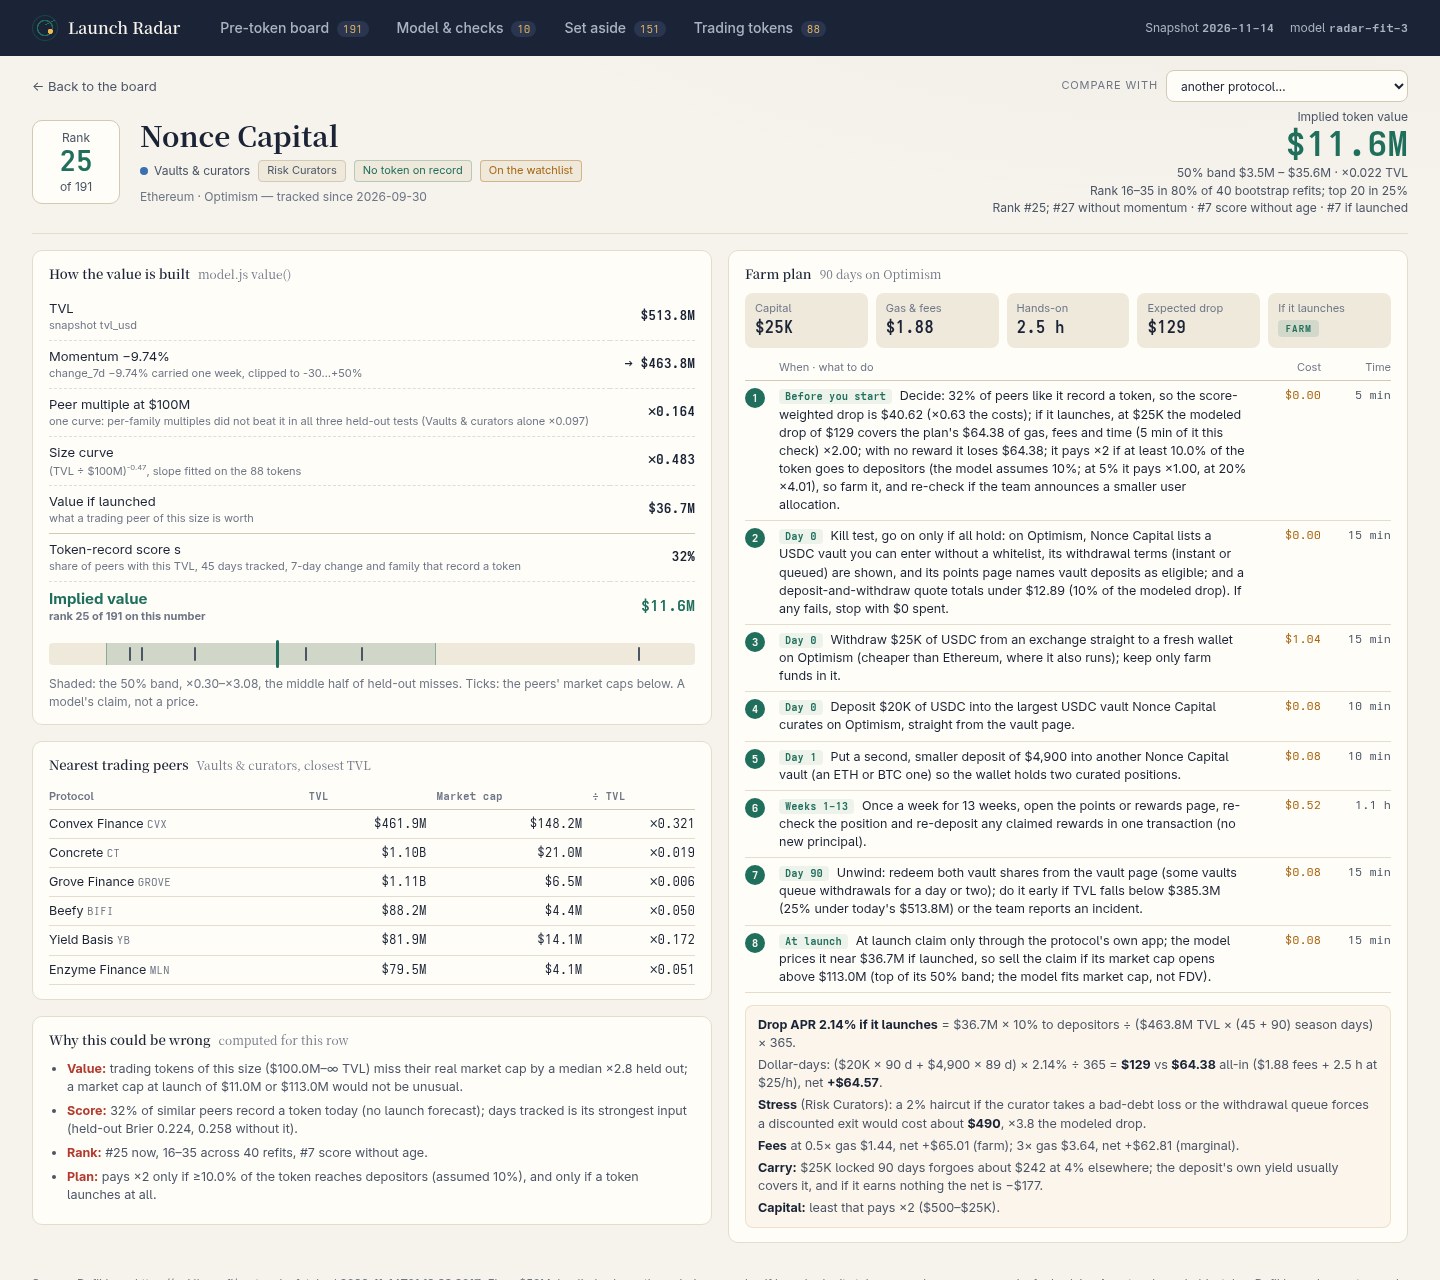 Launch Radar
Pre-token board 191
Model & checks 10
Set aside 151
Trading tokens 88
Snapshot 2026-11-14 model radar-fit-3
← Back to the board
COMPARE WITH another protocol...
Rank
25
of 191
Nonce Capital
Vaults & curators Risk Curators No token on record On the watchlist
Ethereum · Optimism — tracked since 2026-09-30
Implied token value
$11.6M
50% band $3.5M – $35.6M · ×0.022 TVL
Rank 16–35 in 80% of 40 bootstrap refits; top 20 in 25%
Rank #25; #27 without momentum · #7 score without age · #7 if launched
How the value is built model.js value()
TVL
snapshot tvl_usd
$513.8M
Momentum −9.74%
change_7d −9.74% carried one week, clipped to -30...+50%
→ $463.8M
Peer multiple at $100M
one curve: per-family multiples did not beat it in all three held-out tests (Vaults & curators alone ×0.097)
×0.164
Size curve
(TVL ÷ $100M)^−0.47, slope fitted on the 88 tokens
×0.483
Value if launched
what a trading peer of this size is worth
$36.7M
Token-record score s
share of peers with this TVL, 45 days tracked, 7-day change and family that record a token
32%
Implied value
rank 25 of 191 on this number
$11.6M
Shaded: the 50% band, ×0.30–×3.08, the middle half of held-out misses. Ticks: the peers' market caps below. A
model's claim, not a price.
Nearest trading peers Vaults & curators, closest TVL
Protocol TVL Market cap ÷ TVL
Convex Finance CVX $461.9M $148.2M ×0.321
Concrete CT $1.10B $21.0M ×0.019
Grove Finance GROVE $1.11B $6.5M ×0.006
Beefy BIFI $88.2M $4.4M ×0.050
Yield Basis YB $81.9M $14.1M ×0.172
Enzyme Finance MLN $79.5M $4.1M ×0.051
Why this could be wrong computed for this row
• Value: trading tokens of this size ($100.0M–∞ TVL) miss their real market cap by a median ×2.8 held out;
a market cap at launch of $11.0M or $113.0M would not be unusual.
• Score: 32% of similar peers record a token today (no launch forecast); days tracked is its strongest input
(held-out Brier 0.224, 0.258 without it).
• Rank: #25 now, 16–35 across 40 refits, #7 score without age.
• Plan: pays ×2 only if ≥10.0% of the token reaches depositors (assumed 10%), and only if a token
launches at all.
Farm plan 90 days on Optimism
Capital
$25K
Gas & fees
$1.88
Hands-on
2.5 h
Expected drop
$129
If it launches
FARM
When · what to do Cost Time
1 Before you start Decide: 32% of peers like it record a token, so the score- $0.00 5 min
weighted drop is $40.62 (×0.63 the costs); if it launches, at $25K the modeled
drop of $129 covers the plan's $64.38 of gas, fees and time (5 min of it this
check) ×2.00; with no reward it loses $64.38; it pays ×2 if at least 10.0% of the
token goes to depositors (the model assumes 10%; at 5% it pays ×1.00, at 20%
×4.01), so farm it, and re-check if the team announces a smaller user
allocation.
2 Day 0 Kill test, go on only if all hold: on Optimism, Nonce Capital lists a $0.00 15 min
USDC vault you can enter without a whitelist, its withdrawal terms (instant or
queued) are shown, and its points page names vault deposits as eligible; and a
deposit-and-withdraw quote totals under $12.89 (10% of the modeled drop). If
any fails, stop with $0 spent.
3 Day 0 Withdraw $25K of USDC from an exchange straight to a fresh wallet $1.04 15 min
on Optimism (cheaper than Ethereum, where it also runs); keep only farm
funds in it.
4 Day 0 Deposit $20K of USDC into the largest USDC vault Nonce Capital $0.08 10 min
curates on Optimism, straight from the vault page.
5 Day 1 Put a second, smaller deposit of $4,900 into another Nonce Capital $0.08 10 min
vault (an ETH or BTC one) so the wallet holds two curated positions.
6 Weeks 1–13 Once a week for 13 weeks, open the points or rewards page, re- $0.52 1.1 h
check the position and re-deposit any claimed rewards in one transaction (no
new principal).
7 Day 90 Unwind: redeem both vault shares from the vault page (some vaults $0.08 15 min
queue withdrawals for a day or two); do it early if TVL falls below $385.3M
(25% under today's $513.8M) or the team reports an incident.
8 At launch At launch claim only through the protocol's own app; the model $0.08 15 min
prices it near $36.7M if launched, so sell the claim if its market cap opens
above $113.0M (top of its 50% band; the model fits market cap, not FDV).
Drop APR 2.14% if it launches = $36.7M × 10% to depositors ÷ ($463.8M TVL × (45 + 90) season days)
× 365.
Dollar-days: ($20K × 90 d + $4,900 × 89 d) × 2.14% ÷ 365 = $129 vs $64.38 all-in ($1.88 fees + 2.5 h at
$25/h), net +$64.57.
Stress (Risk Curators): a 2% haircut if the curator takes a bad-debt loss or the withdrawal queue forces
a discounted exit would cost about $490, ×3.8 the modeled drop.
Fees at 0.5× gas $1.44, net +$65.01 (farm); 3× gas $3.64, net +$62.81 (marginal).
Carry: $25K locked 90 days forgoes about $242 at 4% elsewhere; the deposit's own yield usually
covers it, and if it earns nothing the net is −$177.
Capital: least that pays ×2 ($500–$25K).